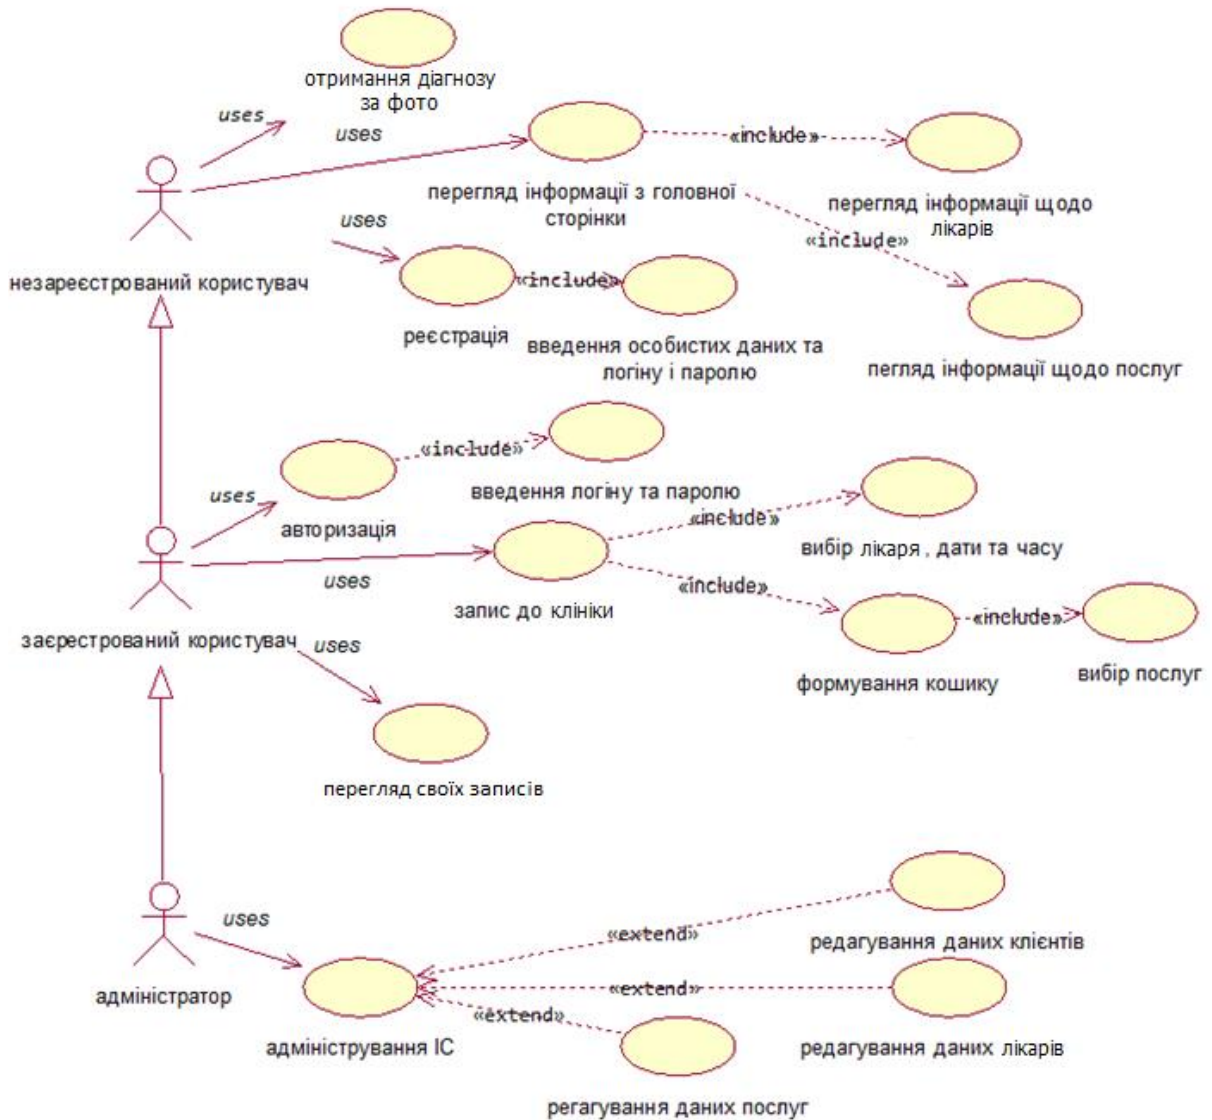 отримання діагнозу
за фото
uses
uses
«include»
перегляд інформації з головної
сторінки
перегляд інформації щодо
лікарів
uses
«include»
незареєстрований користувач
«include»
реєстрація
введення особистих даних та
логіну і паролю
пегляд інформації щодо послуг
«include»
uses
введення логіну та паролю
авторизація
«include»
вибір лікаря , дати та часу
uses
«include»
запис до клініки
«include»
заєрестрований користувач
uses
формування кошику
вибір послуг
перегляд своїх записів
uses
«extend»
редагування даних клієнтів
адміністратор
«extend»
«extend»
адміністрування ІС
редагування даних лікарів
регагування даних послуг